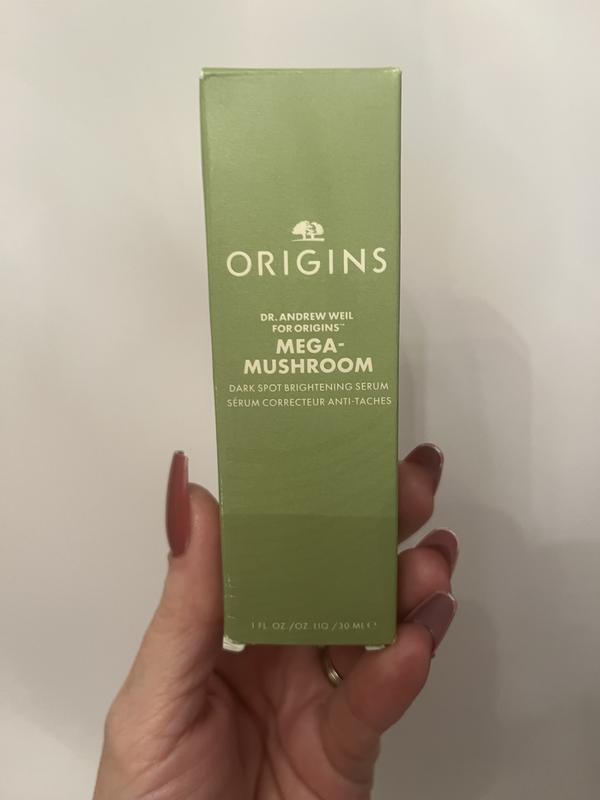 ORIGINS
DR. ANDREW WEIL
FOR ORIGINS™
MEGA-
MUSHROOM
DARK SPOT BRIGHTENING SERUM
SÉRUM CORRECTEUR ANTI-TACHES
1 FL. OZ./OZ. LIQ /30 ML ℮